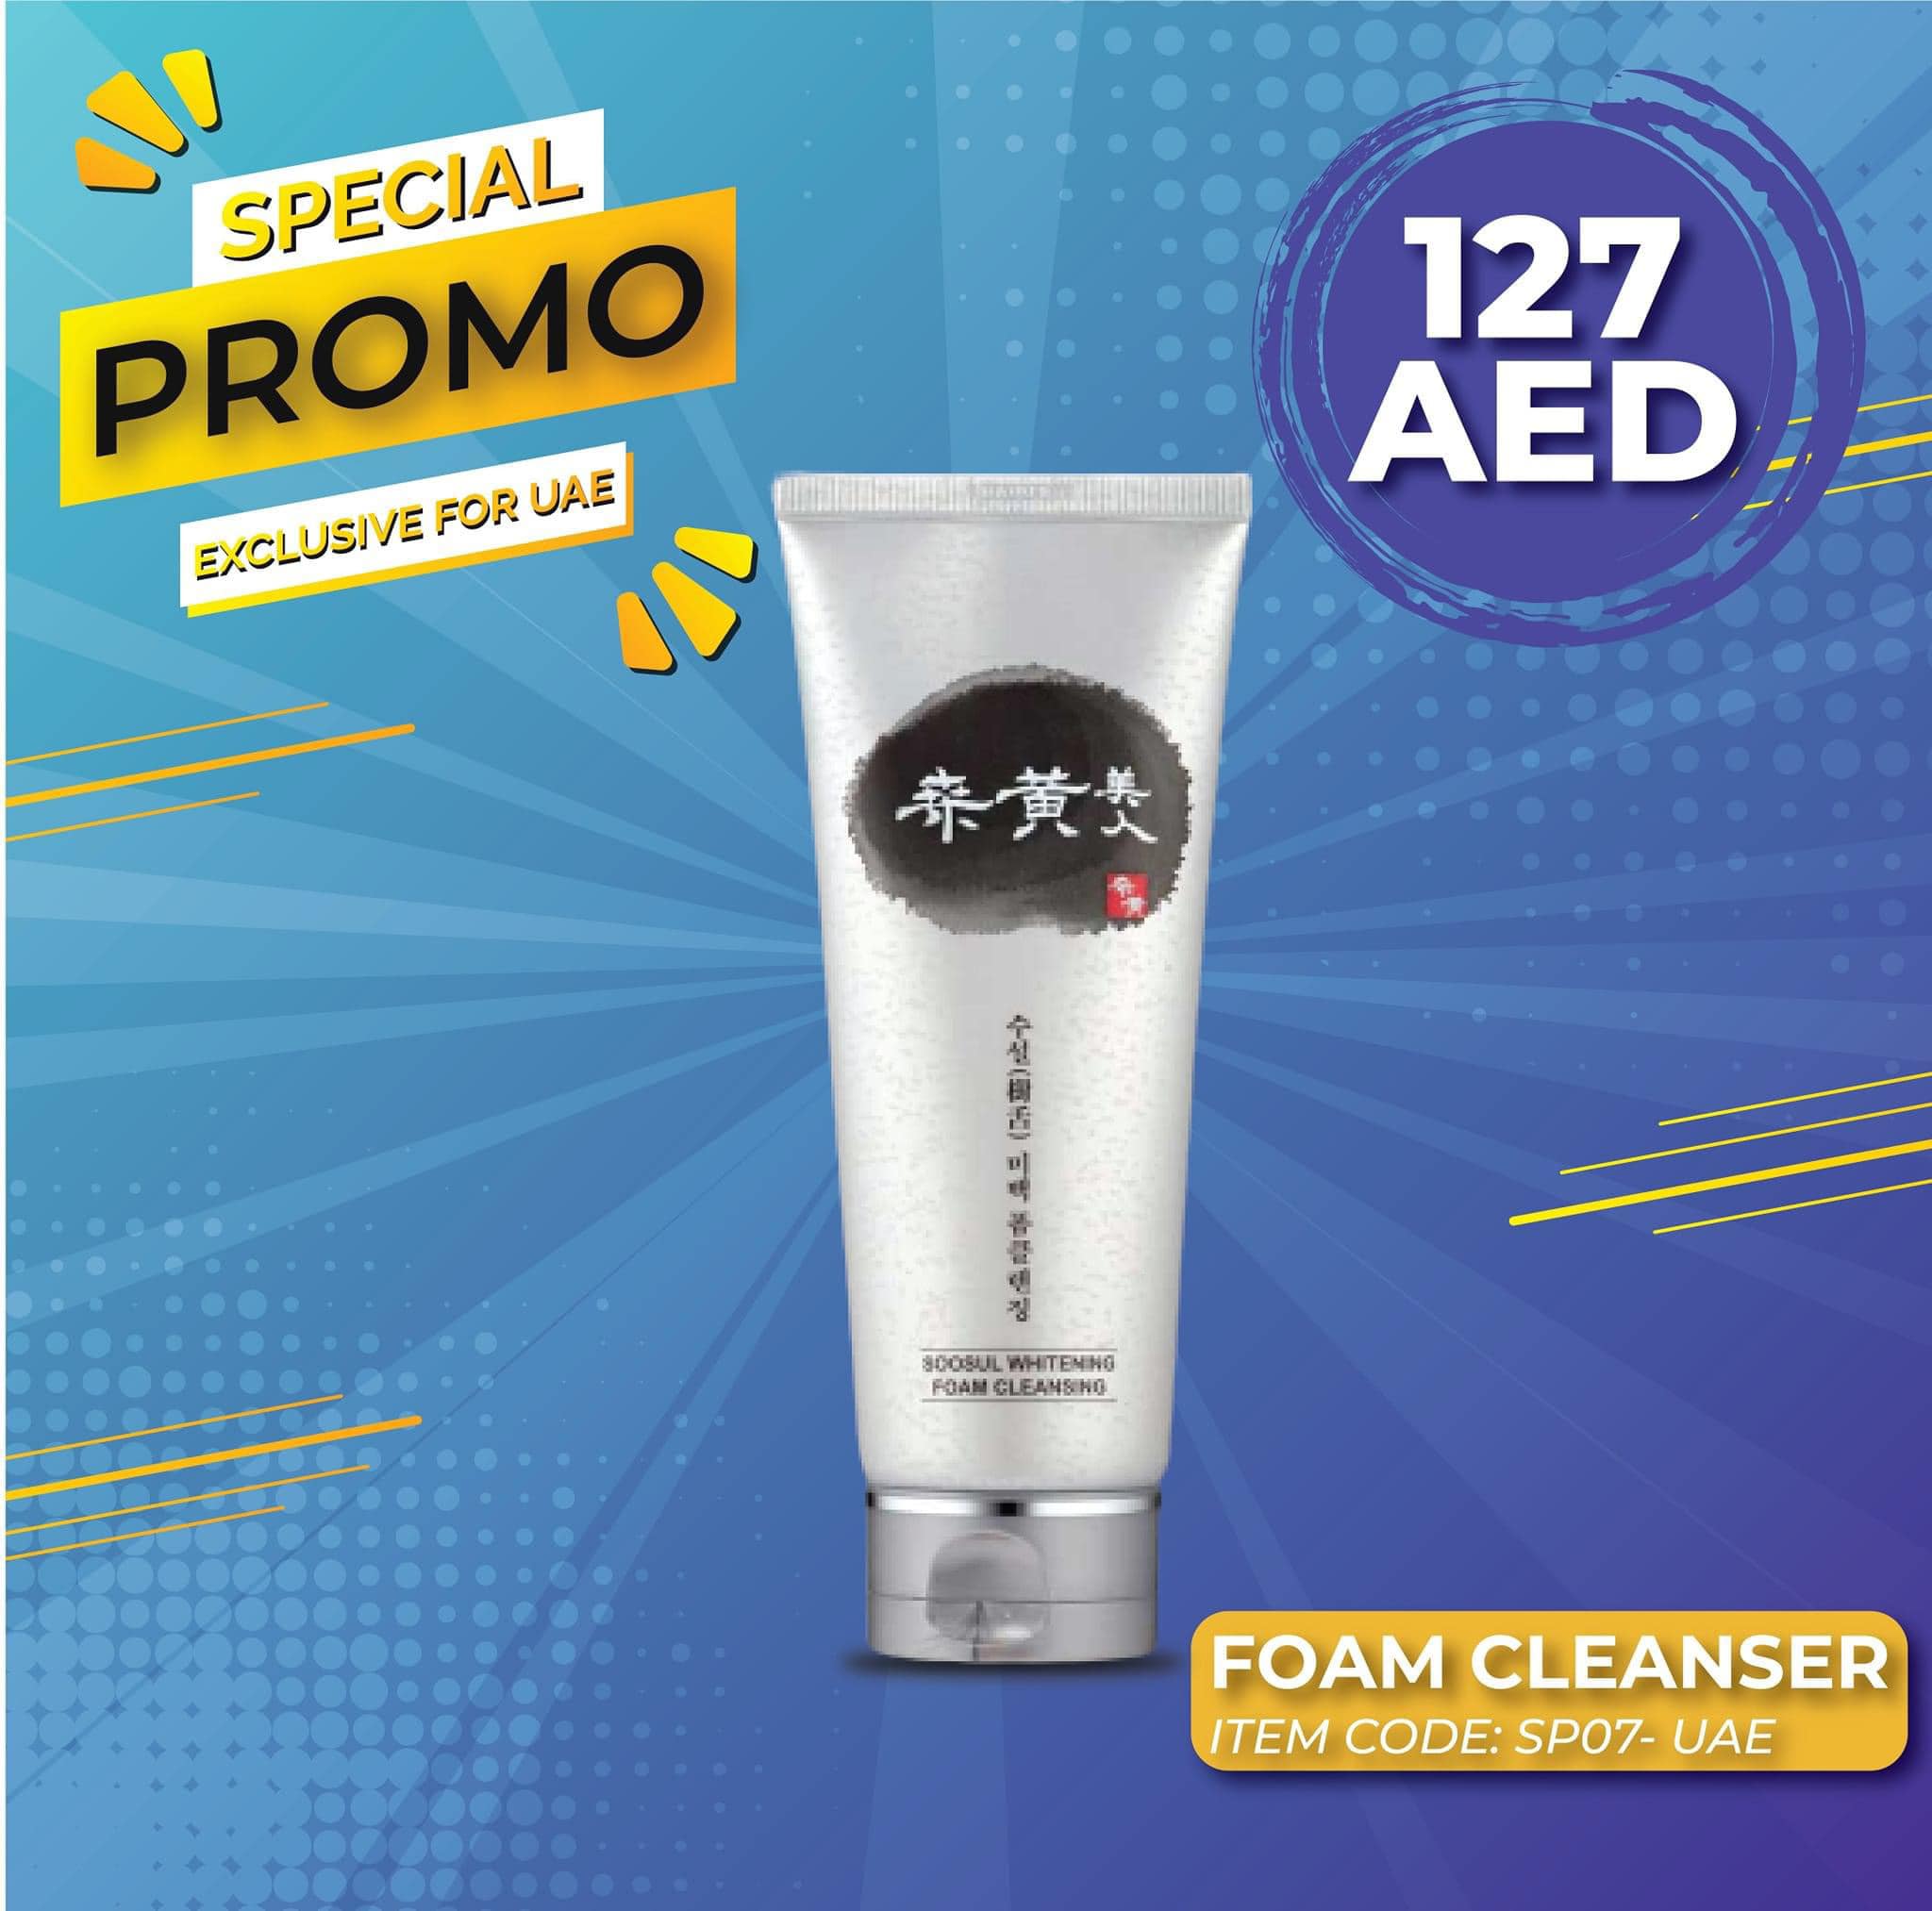 SPECIAL
PROMO
EXCLUSIVE FOR UAE
127
AED
桑黃美人
수설(樹舌) 미백 폼클렌징
SOOSUL WHITENING
FOAM CLEANSING
FOAM CLEANSER
ITEM CODE: SP07- UAE